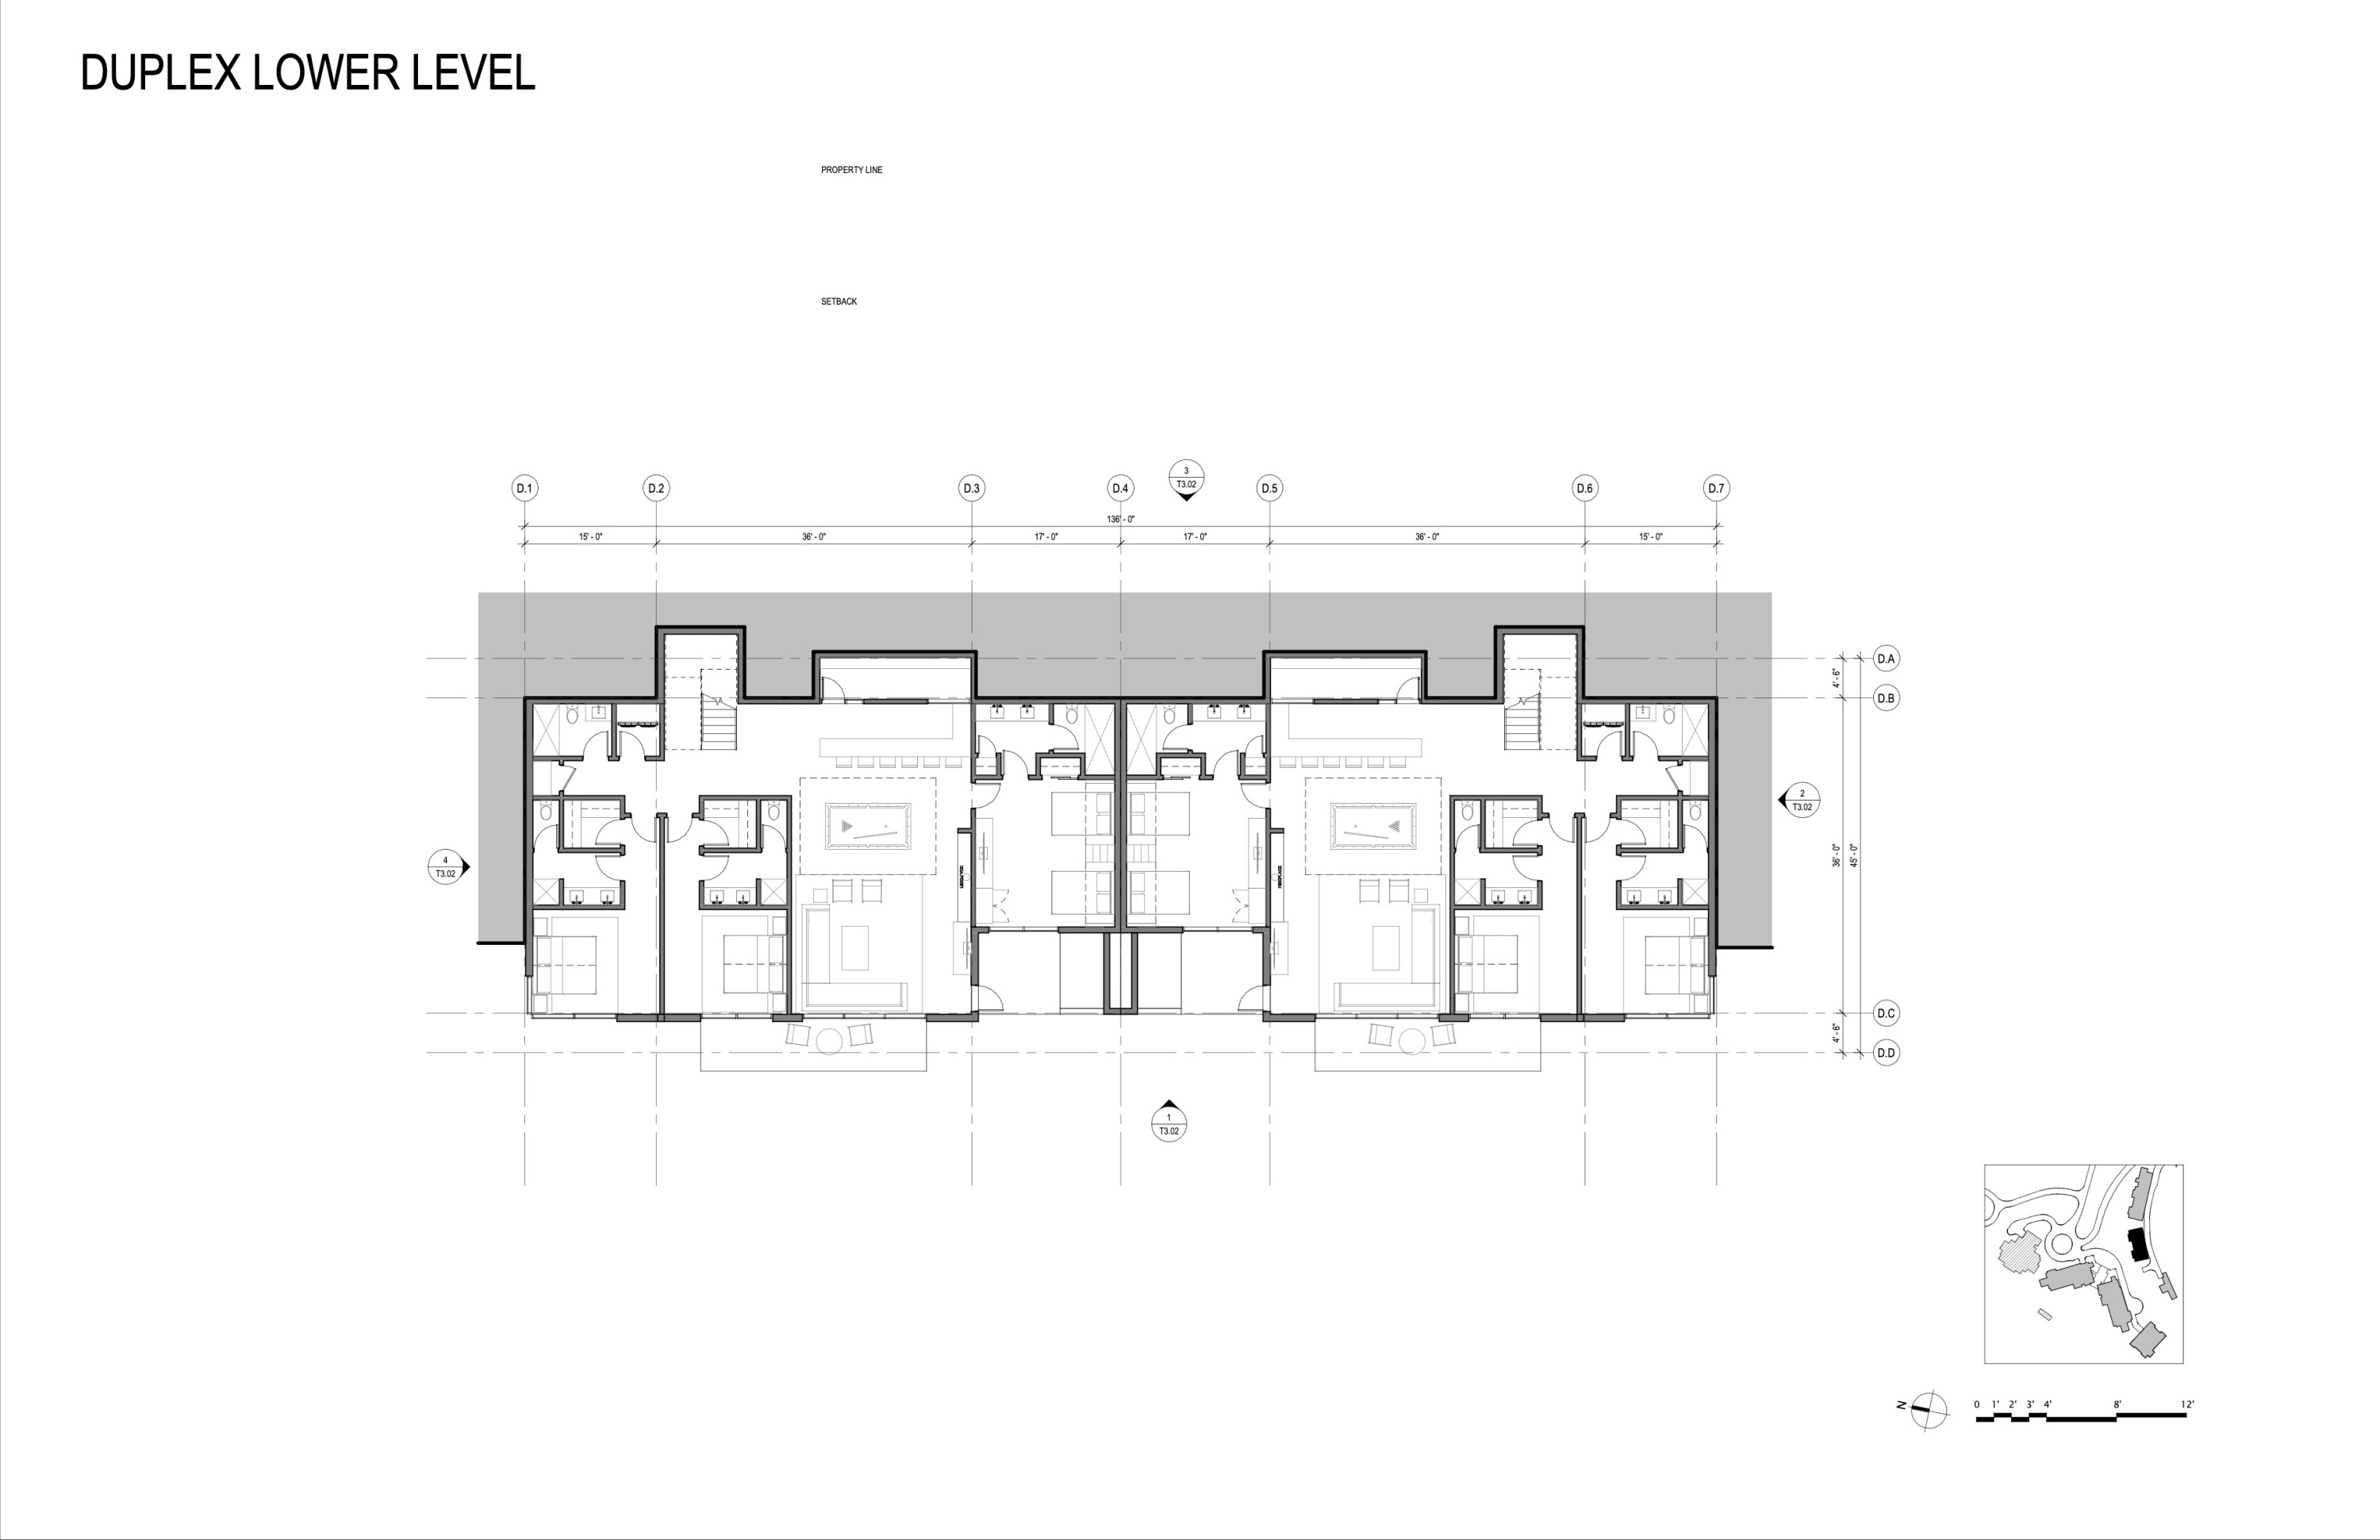 DUPLEX LOWER LEVEL
PROPERTY LINE
SETBACK
3
T3.02
D.1 D.2 D.3 D.4 D.5 D.6 D.7
136' - 0"
15' - 0" 36' - 0" 17' - 0" 17' - 0" 36' - 0" 15' - 0"
D.A
4' - 6"
D.B
2
T3.02
36' - 0"
45' - 0"
4
T3.02
FIREPLACE
FIREPLACE
D.C
4' - 6"
D.D
1
T3.02
N
0 1' 2' 3' 4' 8' 12'